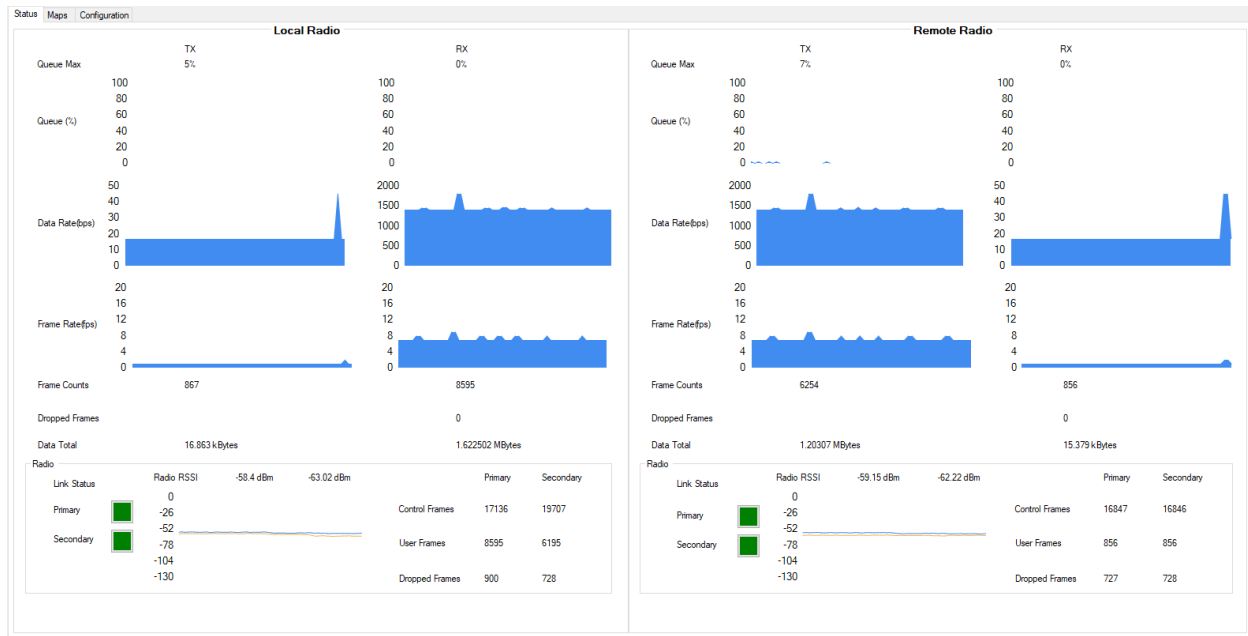 Status Maps Configuration
Local Radio
TX RX
Queue Max 5% 0%
Queue (%)
100 100
80 80
60 60
40 40
20 20
0 0
Data Rate(bps)
50 2000
40 1500
30 1000
20 500
10 0
0
Frame Rate(fps)
20 20
16 16
12 12
8 8
4 4
0 0
Frame Counts 867 8595
Dropped Frames 0
Data Total 16.863 kBytes 1.622502 MBytes
Radio
Link Status Radio RSSI -58.4 dBm -63.02 dBm Primary Secondary
0
Primary -26 Control Frames 17136 19707
-52
Secondary -78 User Frames 8595 6195
-104
-130 Dropped Frames 900 728
Remote Radio
TX RX
Queue Max 7% 0%
Queue (%)
100 100
80 80
60 60
40 40
20 20
0 0
Data Rate(bps)
2000 50
1500 40
1000 30
500 20
0 10
0
Frame Rate(fps)
20 20
16 16
12 12
8 8
4 4
0 0
Frame Counts 6254 856
Dropped Frames 0
Data Total 1.20307 MBytes 15.379 kBytes
Radio
Link Status Radio RSSI -59.15 dBm -62.22 dBm Primary Secondary
0
Primary -26 Control Frames 16847 16846
-52
Secondary -78 User Frames 856 856
-104
-130 Dropped Frames 727 728